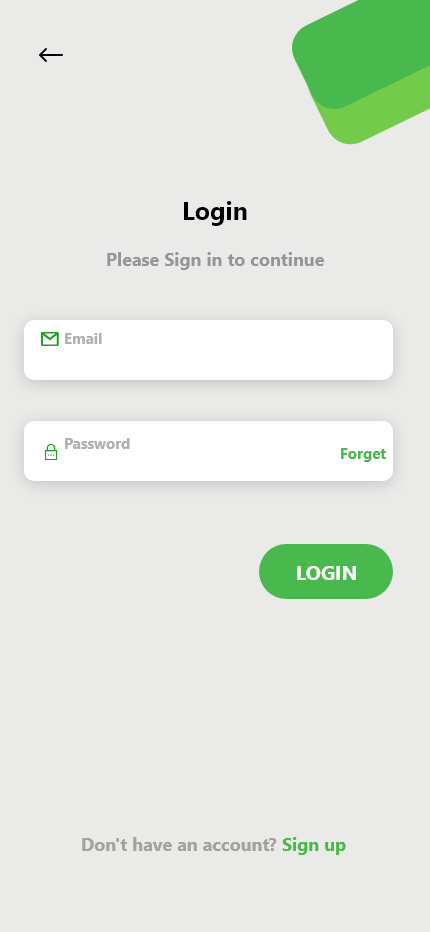 Login
Please Sign in to continue
Email
Password
Forget
LOGIN
Don't have an account? Sign up